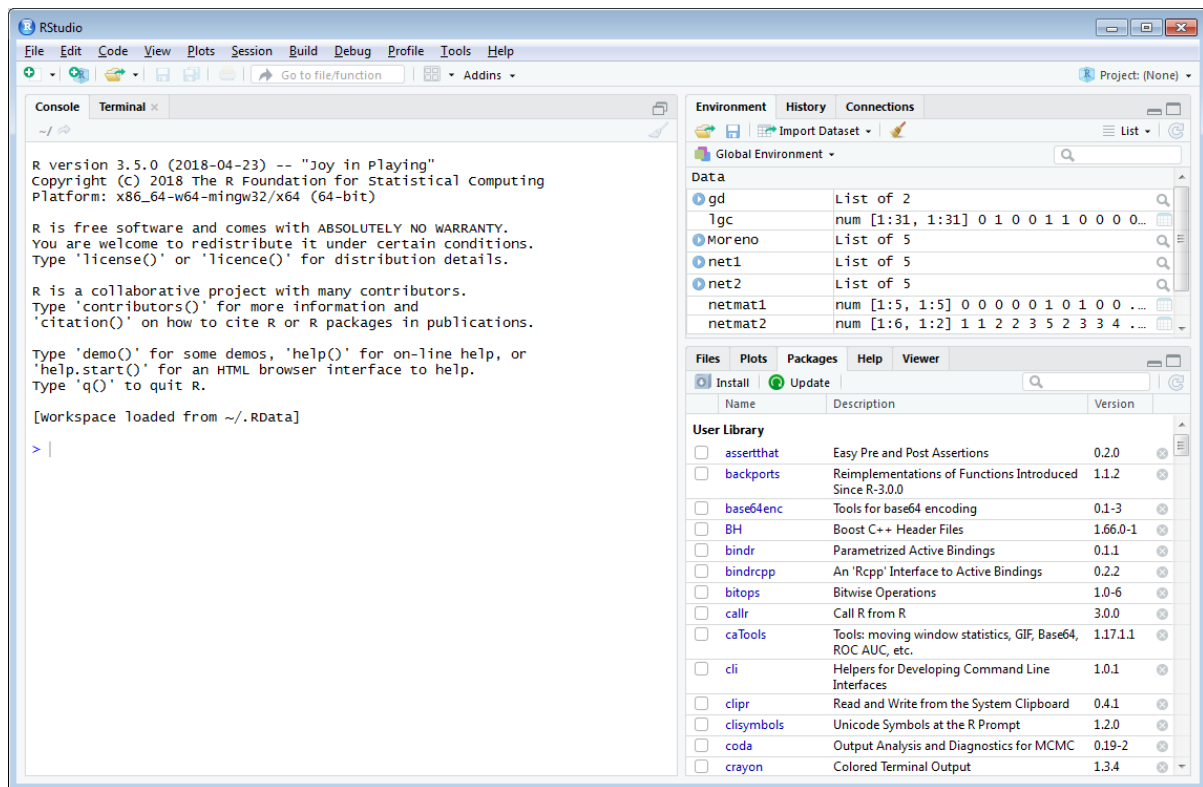 RStudio
File Edit Code View Plots Session Build Debug Profile Tools Help
Go to file/function Addins Project: (None)
Console Terminal
~/
R version 3.5.0 (2018-04-23) -- "Joy in Playing"
Copyright (C) 2018 The R Foundation for Statistical Computing
Platform: x86_64-w64-mingw32/x64 (64-bit)
R is free software and comes with ABSOLUTELY NO WARRANTY.
You are welcome to redistribute it under certain conditions.
Type 'license()' or 'licence()' for distribution details.
R is a collaborative project with many contributors.
Type 'contributors()' for more information and
'citation()' on how to cite R or R packages in publications.
Type 'demo()' for some demos, 'help()' for on-line help, or
'help.start()' for an HTML browser interface to help.
Type 'q()' to quit R.
[Workspace loaded from ~/.RData]
>
Environment History Connections
Import Dataset List
Global Environment
Data
gd List of 2
lgc num [1:31, 1:31] 0 1 0 0 1 1 0 0 0 0...
Moreno List of 5
net1 List of 5
net2 List of 5
netmat1 num [1:5, 1:5] 0 0 0 0 0 1 0 1 0 0 ...
netmat2 num [1:6, 1:2] 1 1 2 2 3 5 2 3 3 4 ...
Files Plots Packages Help Viewer
Install Update
Name Description Version
User Library
assertthat Easy Pre and Post Assertions 0.2.0
backports Reimplementations of Functions Introduced 1.1.2
Since R-3.0.0
base64enc Tools for base64 encoding 0.1-3
BH Boost C++ Header Files 1.66.0-1
bindr Parametrized Active Bindings 0.1.1
bindrcpp An 'Rcpp' Interface to Active Bindings 0.2.2
bitops Bitwise Operations 1.0-6
callr Call R from R 3.0.0
caTools Tools: moving window statistics, GIF, Base64, 1.17.1.1
ROC AUC, etc.
cli Helpers for Developing Command Line 1.0.1
Interfaces
clipr Read and Write from the System Clipboard 0.4.1
clisymbols Unicode Symbols at the R Prompt 1.2.0
coda Output Analysis and Diagnostics for MCMC 0.19-2
crayon Colored Terminal Output 1.3.4